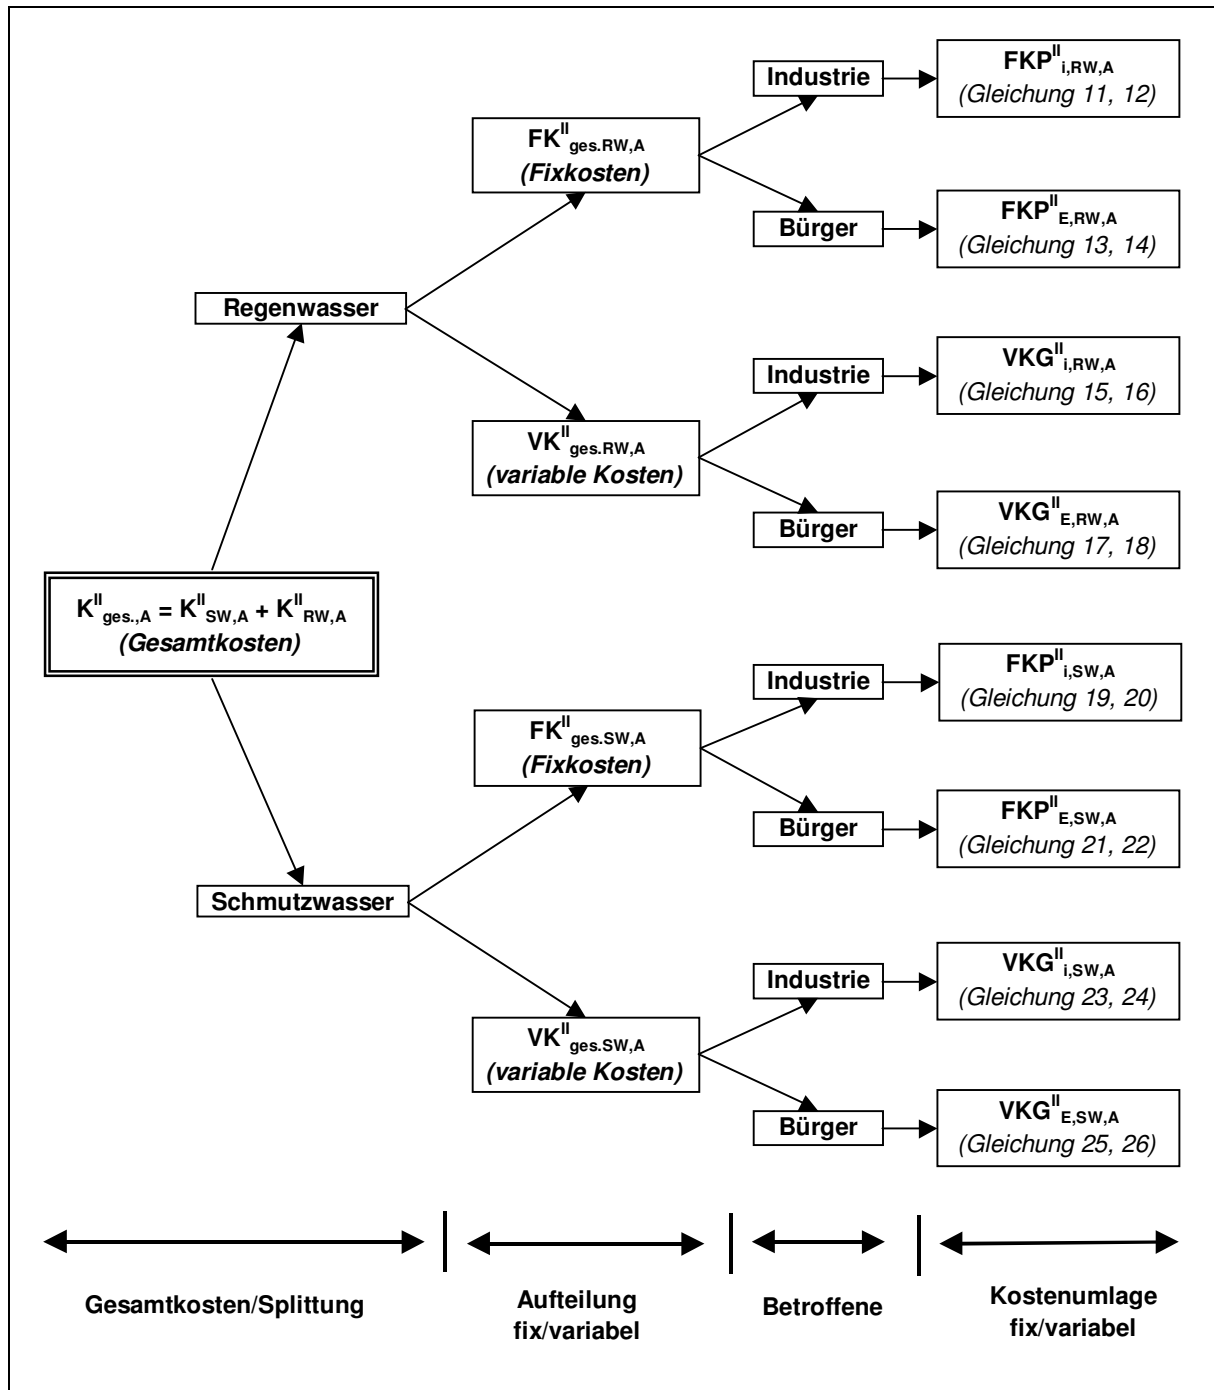 Industrie
FKP^II_i,RW,A
(Gleichung 11, 12)
FK^II_ges.RW,A
(Fixkosten)
Bürger
FKP^II_E,RW,A
(Gleichung 13, 14)
Regenwasser
Industrie
VKG^II_i,RW,A
(Gleichung 15, 16)
VK^II_ges.RW,A
(variable Kosten)
Bürger
VKG^II_E,RW,A
(Gleichung 17, 18)
K^II_ges.,A = K^II_SW,A + K^II_RW,A
(Gesamtkosten)
Industrie
FKP^II_i,SW,A
(Gleichung 19, 20)
FK^II_ges.SW,A
(Fixkosten)
Bürger
FKP^II_E,SW,A
(Gleichung 21, 22)
Schmutzwasser
Industrie
VKG^II_i,SW,A
(Gleichung 23, 24)
VK^II_ges.SW,A
(variable Kosten)
Bürger
VKG^II_E,SW,A
(Gleichung 25, 26)
Gesamtkosten/Splittung
Aufteilung
fix/variabel
Betroffene
Kostenumlage
fix/variabel